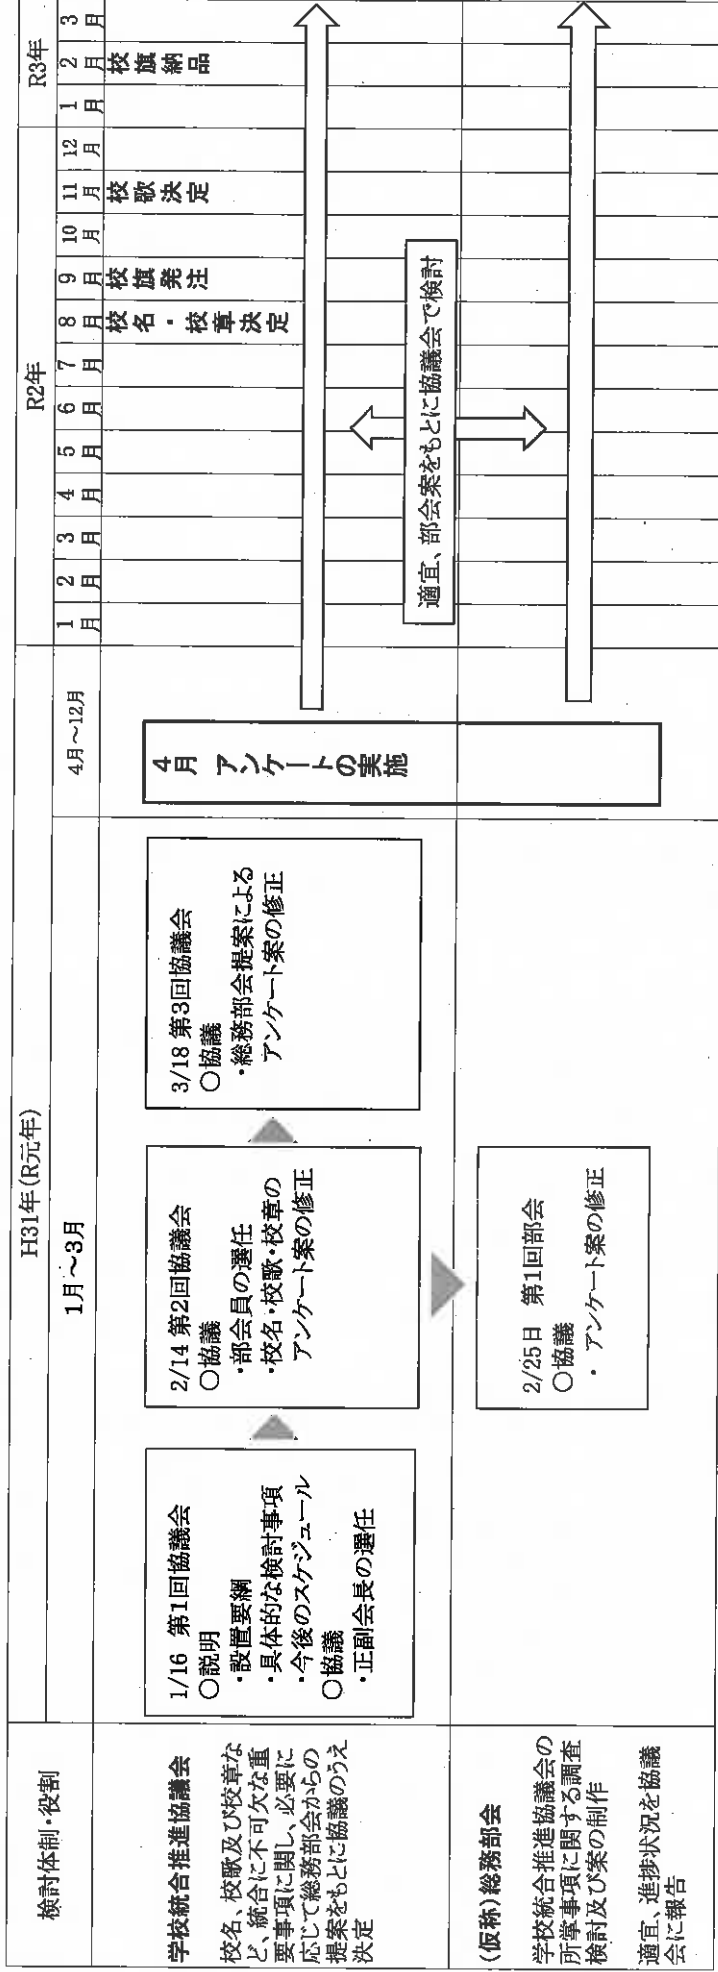 検討体制・役割
H31年(R元年)
R2年
R3年
1月~3月
4月~12月
1月
2月
3月
4月
5月
6月
7月
8月
9月
10月
11月
12月
1月
2月
3月
学校統合推進協議会
校名、校歌及び校章な
ど、統合に不可欠な重
要事項に関し、必要に
応じて総務部会からの
提案をもとに協議のうえ
決定
1/16 第1回協議会
〇説明
・設置要綱
・具体的な検討事項
・今後のスケジュール
〇協議
・正副会長の選任
2/14 第2回協議会
〇協議
・部会員の選任
・校名・校歌・校章の
アンケート案の修正
3/18 第3回協議会
〇協議
・総務部会提案による
アンケート案の修正
4月 アンケートの実施
校名・校章決定
校旗発注
校歌決定
校旗納品
適宜、部会案をもとに協議会で検討
(仮称)総務部会
学校統合推進協議会の
所掌事項に関する調査
検討及び案の制作
適宜、進捗状況を協議
会に報告
2/25日 第1回部会
〇協議
・ アンケート案の修正